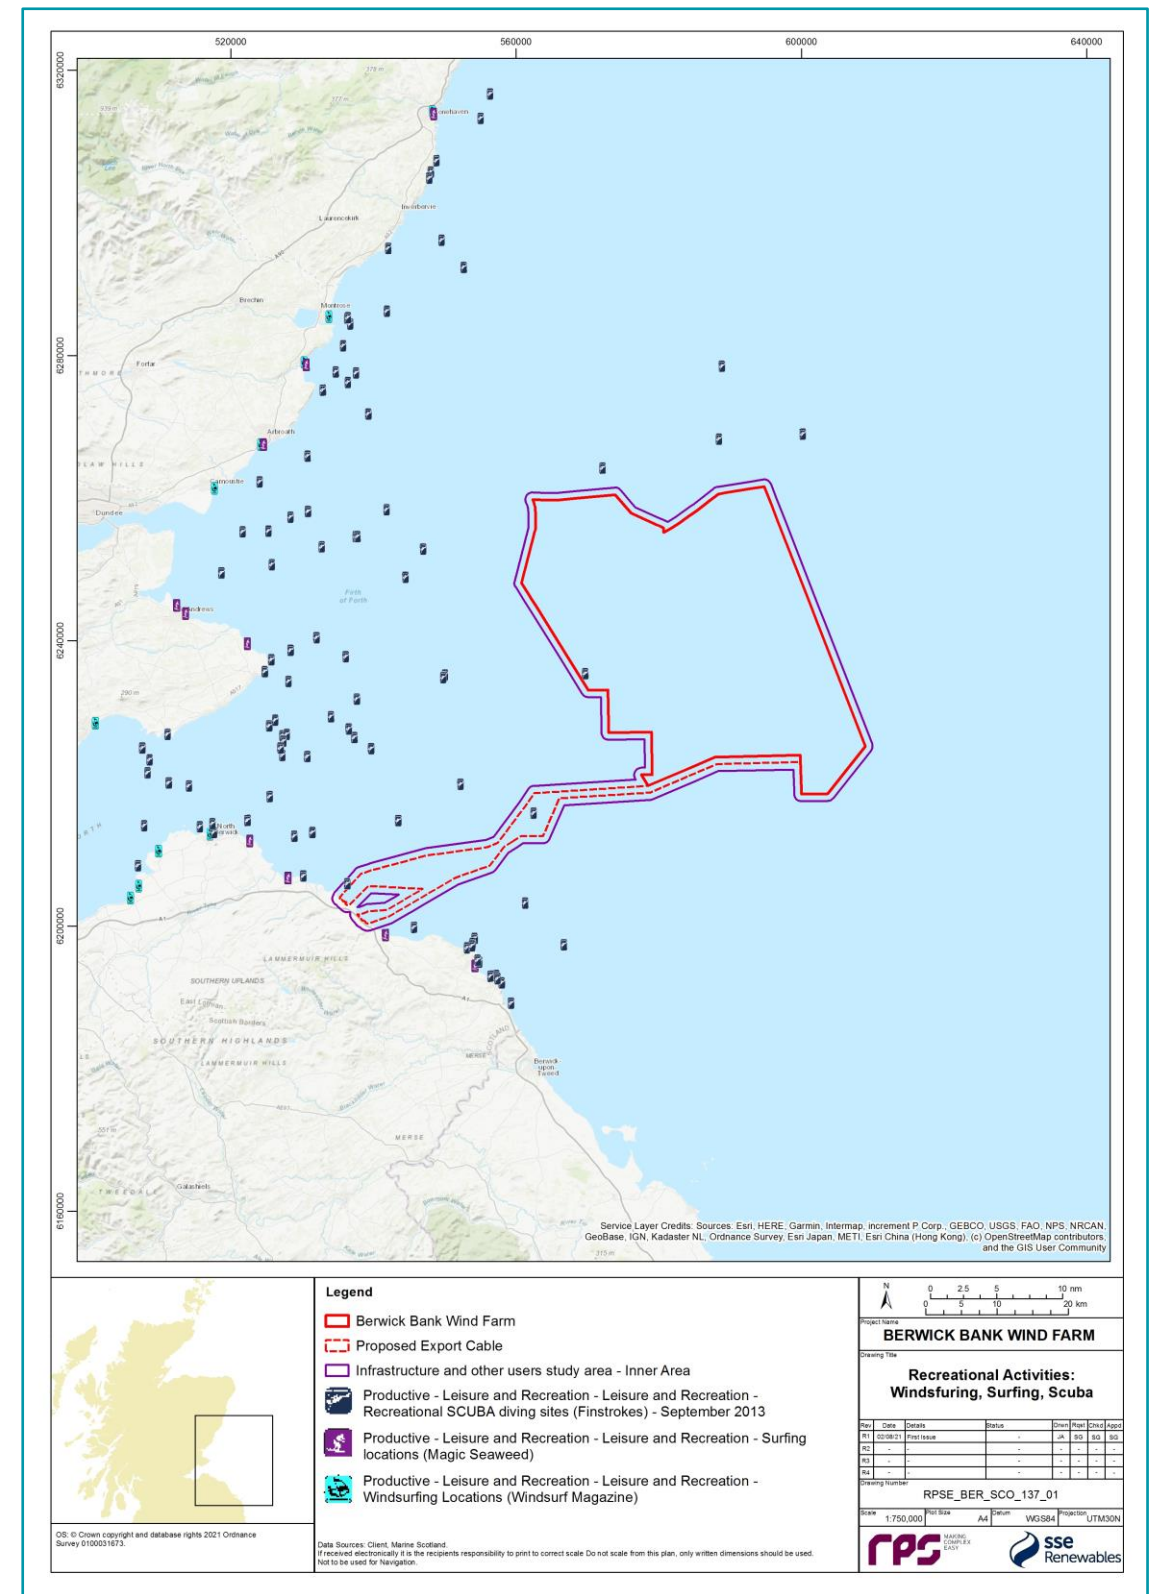 520000
560000
600000
640000
6320000
6280000
6240000
6200000
6160000
Inverbervie
Laurencekirk
Brechin
Montrose
Forfar
Arbroath
Carnoustie
Dundee
Firth
of Forth
290 m
North
Berwick
A1
LAMMERMUIR HILLS
SOUTHERN UPLANDS
Scottish Borders
SOUTHERN HIGHLANDS
LAMMERMUIR HILLS
MERSE
SCOTLAND
Berwick
upon
Tweed
MERSE
Galashiels
315 m
Service Layer Credits: Sources: Esri, HERE, Garmin, Intermap, increment P Corp., GEBCO, USGS, FAO, NPS, NRCAN,
GeoBase, IGN, Kadaster NL, Ordnance Survey, Esri Japan, METI, Esri China (Hong Kong), (c) OpenStreetMap contributors,
and the GIS User Community
OS: © Crown copyright and database rights 2021 Ordnance
Survey 0100031673.
Legend
Berwick Bank Wind Farm
Proposed Export Cable
Infrastructure and other users study area - Inner Area
Productive - Leisure and Recreation - Leisure and Recreation -
Recreational SCUBA diving sites (Finstrokes) - September 2013
Productive - Leisure and Recreation - Leisure and Recreation - Surfing
locations (Magic Seaweed)
Productive - Leisure and Recreation - Leisure and Recreation -
Windsurfing Locations (Windsurf Magazine)
Data Sources: Client, Marine Scotland.
If received electronically it is the recipients responsibility to print to correct scale Do not scale from this plan, only written dimensions should be used.
Not to be used for Navigation.
N
0 2.5 5 10 nm
0 5 10 20 km
Project Name
BERWICK BANK WIND FARM
Drawing Title
Recreational Activities:
Windsfuring, Surfing, Scuba
Rev Date Details Status Drwn Rqst Chkd Appd
R1 02/08/21 First Issue - JA SG SG SG
R2 - - - - - - -
R3 - - - - - - -
R4 - - - - - - -
Drawing Number
RPSE_BER_SCO_137_01
Scale 1:750,000 Plot Size A4 Datum WGS84 Projection UTM30N
rps MAKING
COMPLEX
EASY
sse
Renewables